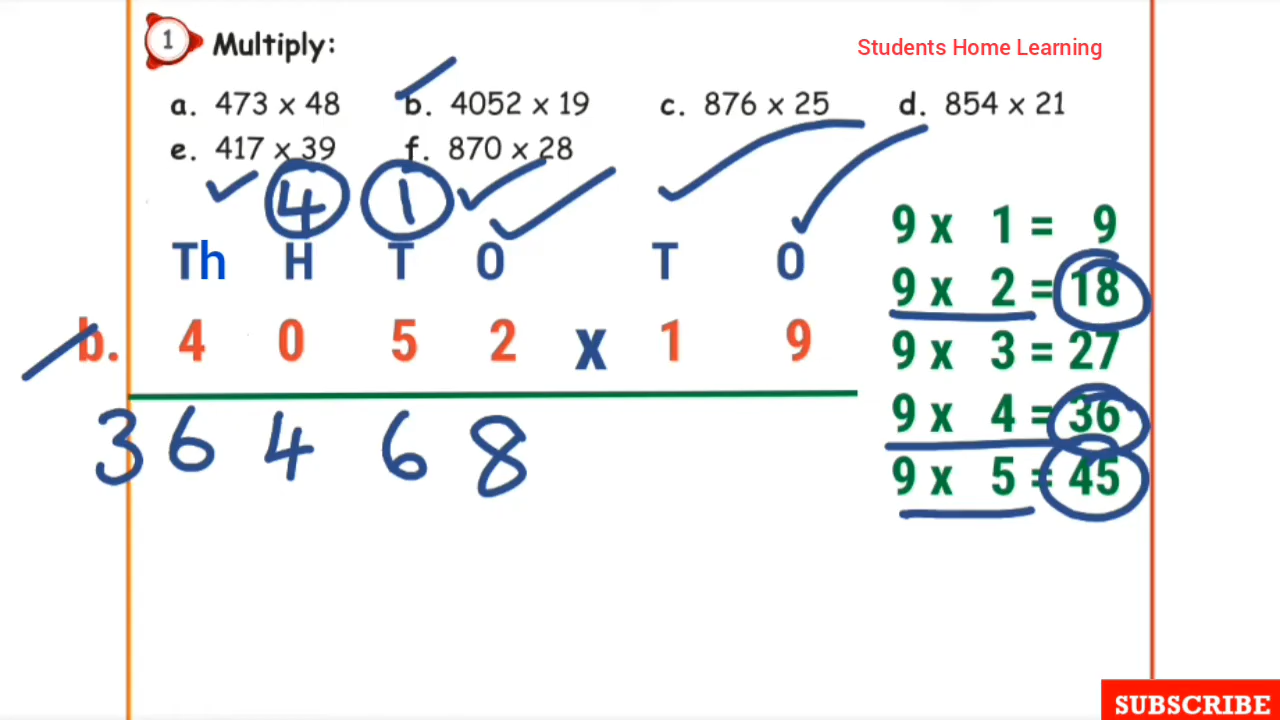 1 Multiply:
Students Home Learning
a. 473 x 48 b. 4052 x 19 c. 876 x 25 d. 854 x 21
e. 417 x 39 f. 870 x 28
4 1
Th H T O T O
b. 4 0 5 2 x 1 9
3 6 4 6 8
9 x 1 = 9
9 x 2 = 18
9 x 3 = 27
9 x 4 = 36
9 x 5 = 45
SUBSCRIBE